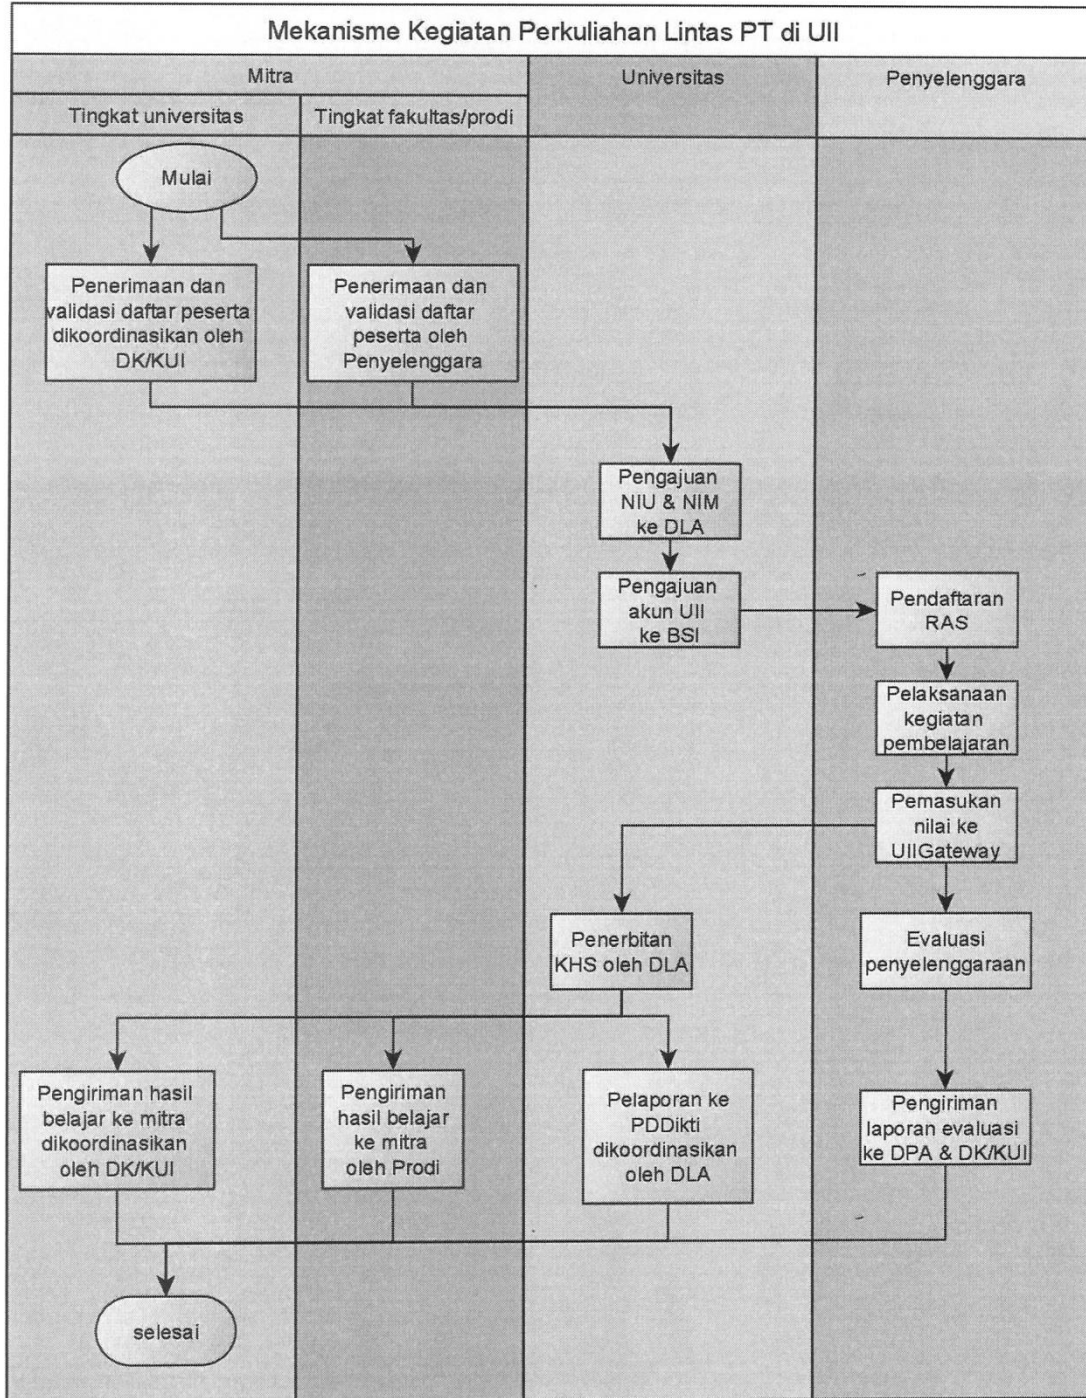 Mekanisme Kegiatan Perkuliahan Lintas PT di UII
Mitra
Universitas
Penyelenggara
Tingkat universitas
Tingkat fakultas/prodi
Mulai
Penerimaan dan
validasi daftar peserta
dikoordinasikan oleh
DK/KUI
Penerimaan dan
validasi daftar
peserta oleh
Penyelenggara
Pengajuan
NIU & NIM
ke DLA
Pengajuan
akun UII
ke BSI
Pendaftaran
RAS
Pelaksanaan
kegiatan
pembelajaran
Pemasukan
nilai ke
UIIGateway
Penerbitan
KHS oleh DLA
Evaluasi
penyelenggaraan
Pengiriman hasil
belajar ke mitra
dikoordinasikan
oleh DK/KUI
Pengiriman
hasil belajar
ke mitra
oleh Prodi
Pelaporan ke
PDDikti
dikoordinasikan
oleh DLA
Pengiriman
laporan evaluasi
ke DPA & DK/KUI
selesai